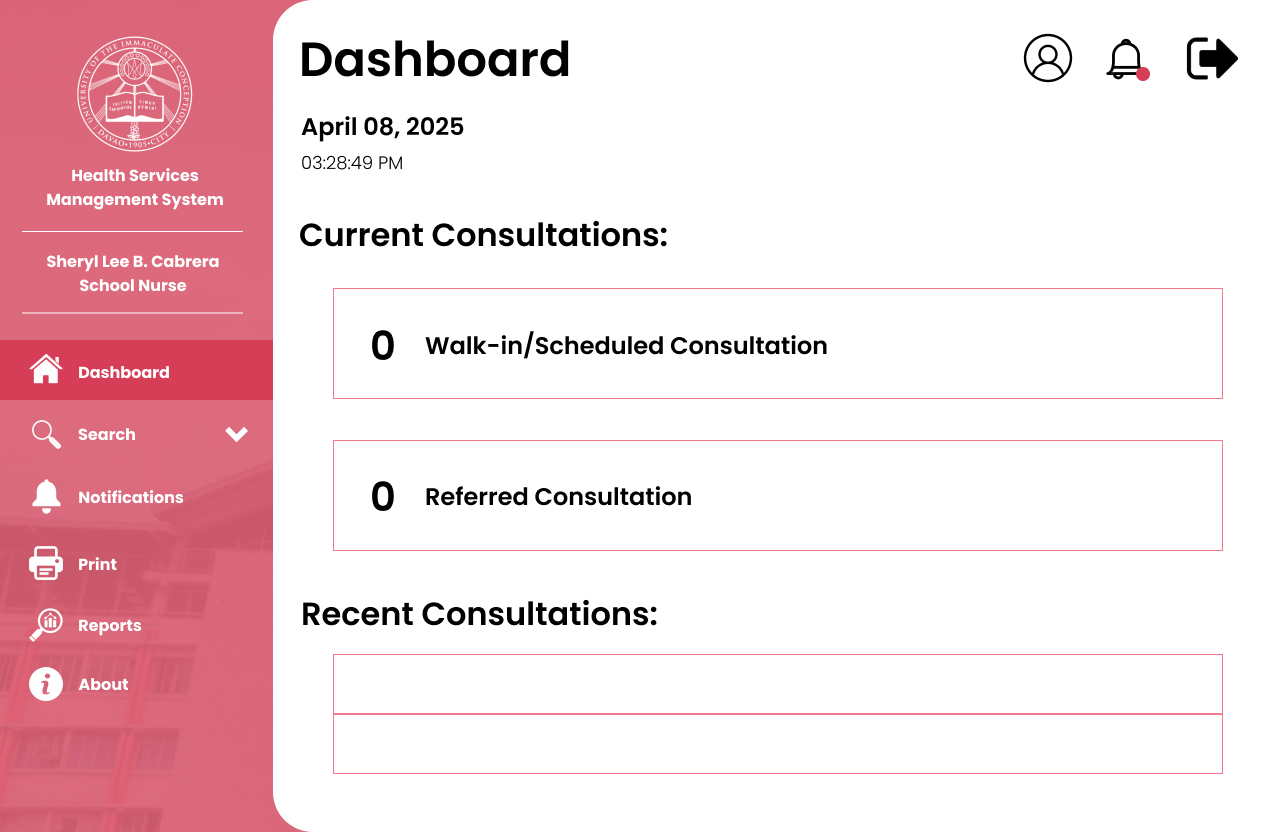 UNIVERSITY OF THE IMMACULATE CONCEPTION
DAVAO • 1905 • CITY
Health Services
Management System
Sheryl Lee B. Cabrera
School Nurse
Dashboard
Search
Notifications
Print
Reports
About
Dashboard
April 08, 2025
03:28:49 PM
Current Consultations:
0 Walk-in/Scheduled Consultation
0 Referred Consultation
Recent Consultations: